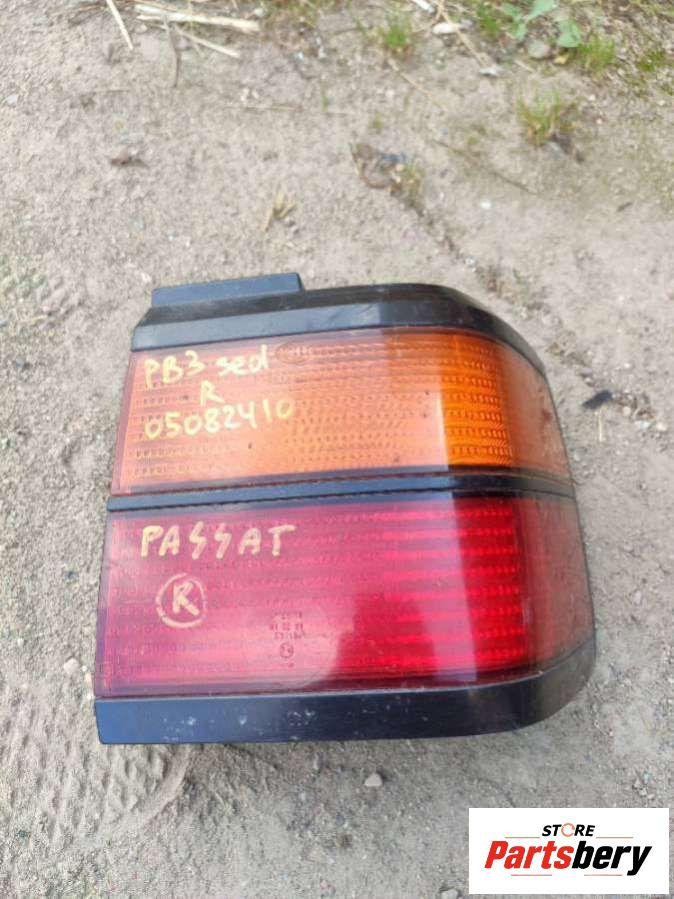 PB3 sed
R
05082410
PASSAT
R
STORE
Partsbery